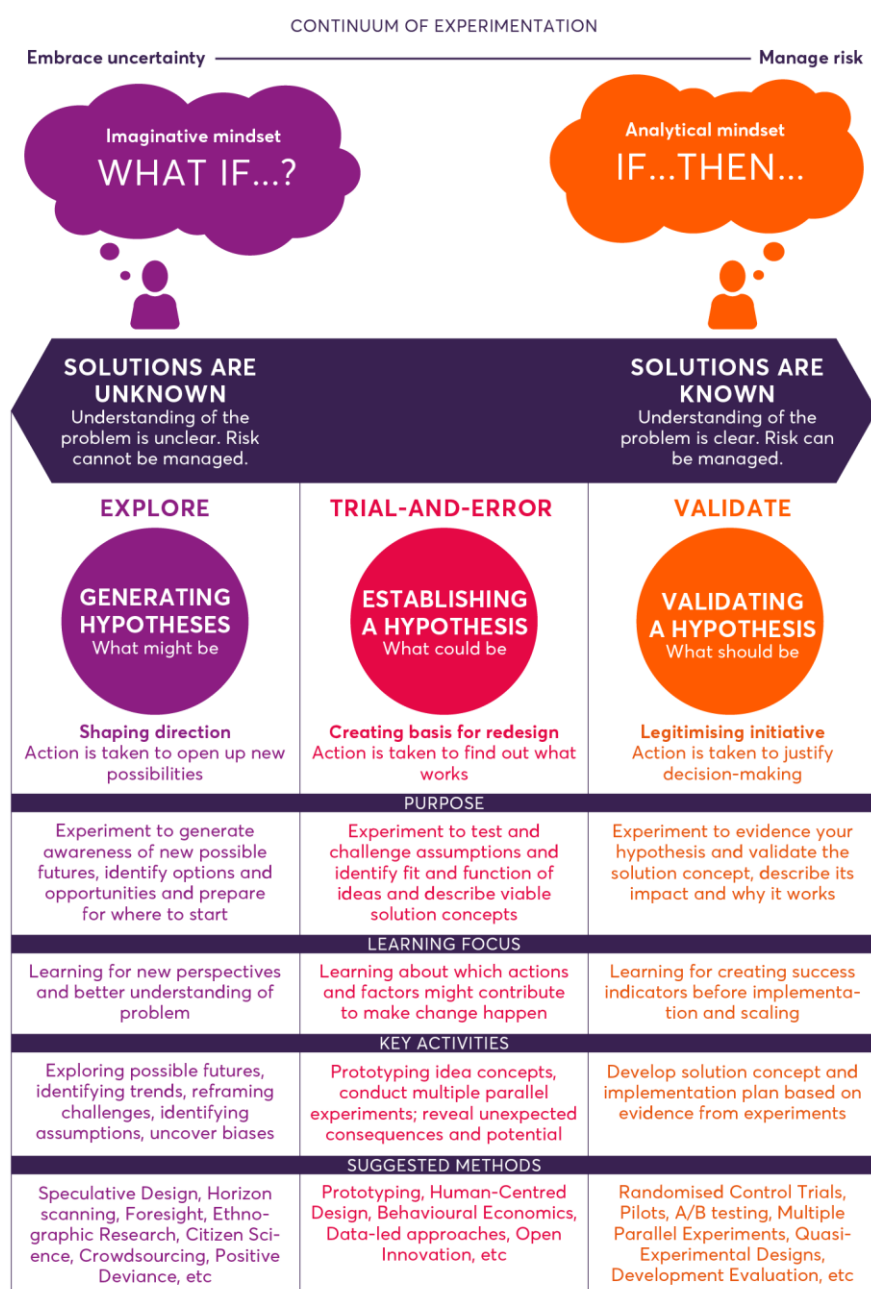 CONTINUUM OF EXPERIMENTATION
Embrace uncertainty
Manage risk
Imaginative mindset
WHAT IF...?
Analytical mindset
IF...THEN...
SOLUTIONS ARE
UNKNOWN
Understanding of the
problem is unclear. Risk
cannot be managed.
SOLUTIONS ARE
KNOWN
Understanding of the
problem is clear. Risk can
be managed.
EXPLORE
GENERATING
HYPOTHESES
What might be
Shaping direction
Action is taken to open up new
possibilities
TRIAL-AND-ERROR
ESTABLISHING
A HYPOTHESIS
What could be
Creating basis for redesign
Action is taken to find out what
works
VALIDATE
VALIDATING
A HYPOTHESIS
What should be
Legitimising initiative
Action is taken to justify
decision-making
PURPOSE
Experiment to generate
awareness of new possible
futures, identify options and
opportunities and prepare
for where to start
Experiment to test and
challenge assumptions and
identify fit and function of
ideas and describe viable
solution concepts
Experiment to evidence your
hypothesis and validate the
solution concept, describe its
impact and why it works
LEARNING FOCUS
Learning for new perspectives
and better understanding of
problem
Learning about which actions
and factors might contribute
to make change happen
Learning for creating success
indicators before implementa-
tion and scaling
KEY ACTIVITIES
Exploring possible futures,
identifying trends, reframing
challenges, identifying
assumptions, uncover biases
Prototyping idea concepts,
conduct multiple parallel
experiments; reveal unexpected
consequences and potential
Develop solution concept and
implementation plan based on
evidence from experiments
SUGGESTED METHODS
Speculative Design, Horizon
scanning, Foresight, Ethno-
graphic Research, Citizen Sci-
ence, Crowdsourcing, Positive
Deviance, etc
Prototyping, Human-Centred
Design, Behavioural Economics,
Data-led approaches, Open
Innovation, etc
Randomised Control Trials,
Pilots, A/B testing, Multiple
Parallel Experiments, Quasi-
Experimental Designs,
Development Evaluation, etc